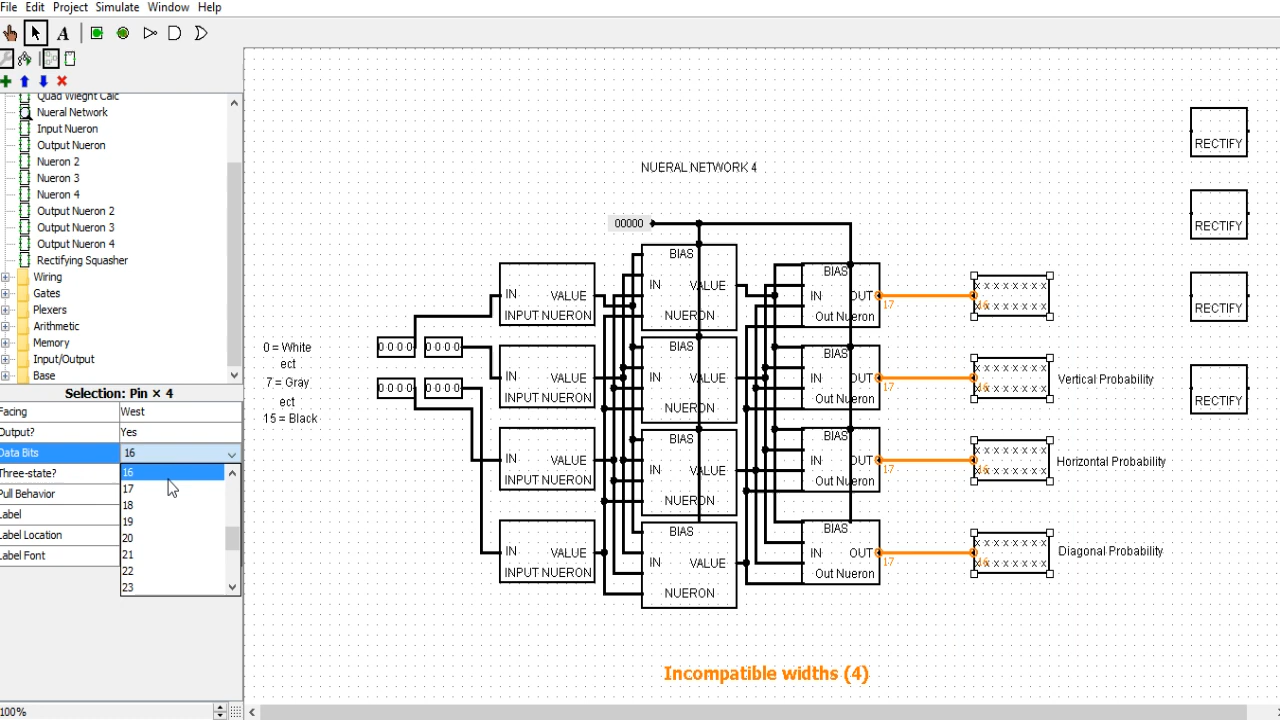 File Edit Project Simulate Window Help
A
Quad Wieght Calc
Nueral Network
Input Nueron
Output Nueron
Nueron 2
Nueron 3
Nueron 4
Output Nueron 2
Output Nueron 3
Output Nueron 4
Rectifying Squasher
Wiring
Gates
Plexers
Arithmetic
Memory
Input/Output
Base
Selection: Pin × 4
Facing West
Output? Yes
Data Bits 16
Three-state?
Pull Behavior
Label
Label Location
Label Font
16
17
18
19
20
21
22
23
100%
NUERAL NETWORK 4
00000
0 = White
ect
7 = Gray
ect
15 = Black
0 0 0 0 0 0 0 0
0 0 0 0 0 0 0 0
IN VALUE
INPUT NUERON
IN VALUE
INPUT NUERON
IN VALUE
INPUT NUERON
IN VALUE
INPUT NUERON
BIAS
IN VALUE
NUERON
BIAS
IN VALUE
NUERON
BIAS
IN VALUE
NUERON
BIAS
IN VALUE
NUERON
BIAS
IN OUT
Out Nueron
BIAS
IN OUT
Out Nueron
BIAS
IN OUT
Out Nueron
BIAS
IN OUT
Out Nueron
17 16
17 16
17 16
17 16
x x x x x x x x
x x x x x x x x
x x x x x x x x
x x x x x x x x
x x x x x x x x
x x x x x x x x
x x x x x x x x
x x x x x x x x
Vertical Probability
Horizontal Probability
Diagonal Probability
RECTIFY
RECTIFY
RECTIFY
RECTIFY
Incompatible widths (4)